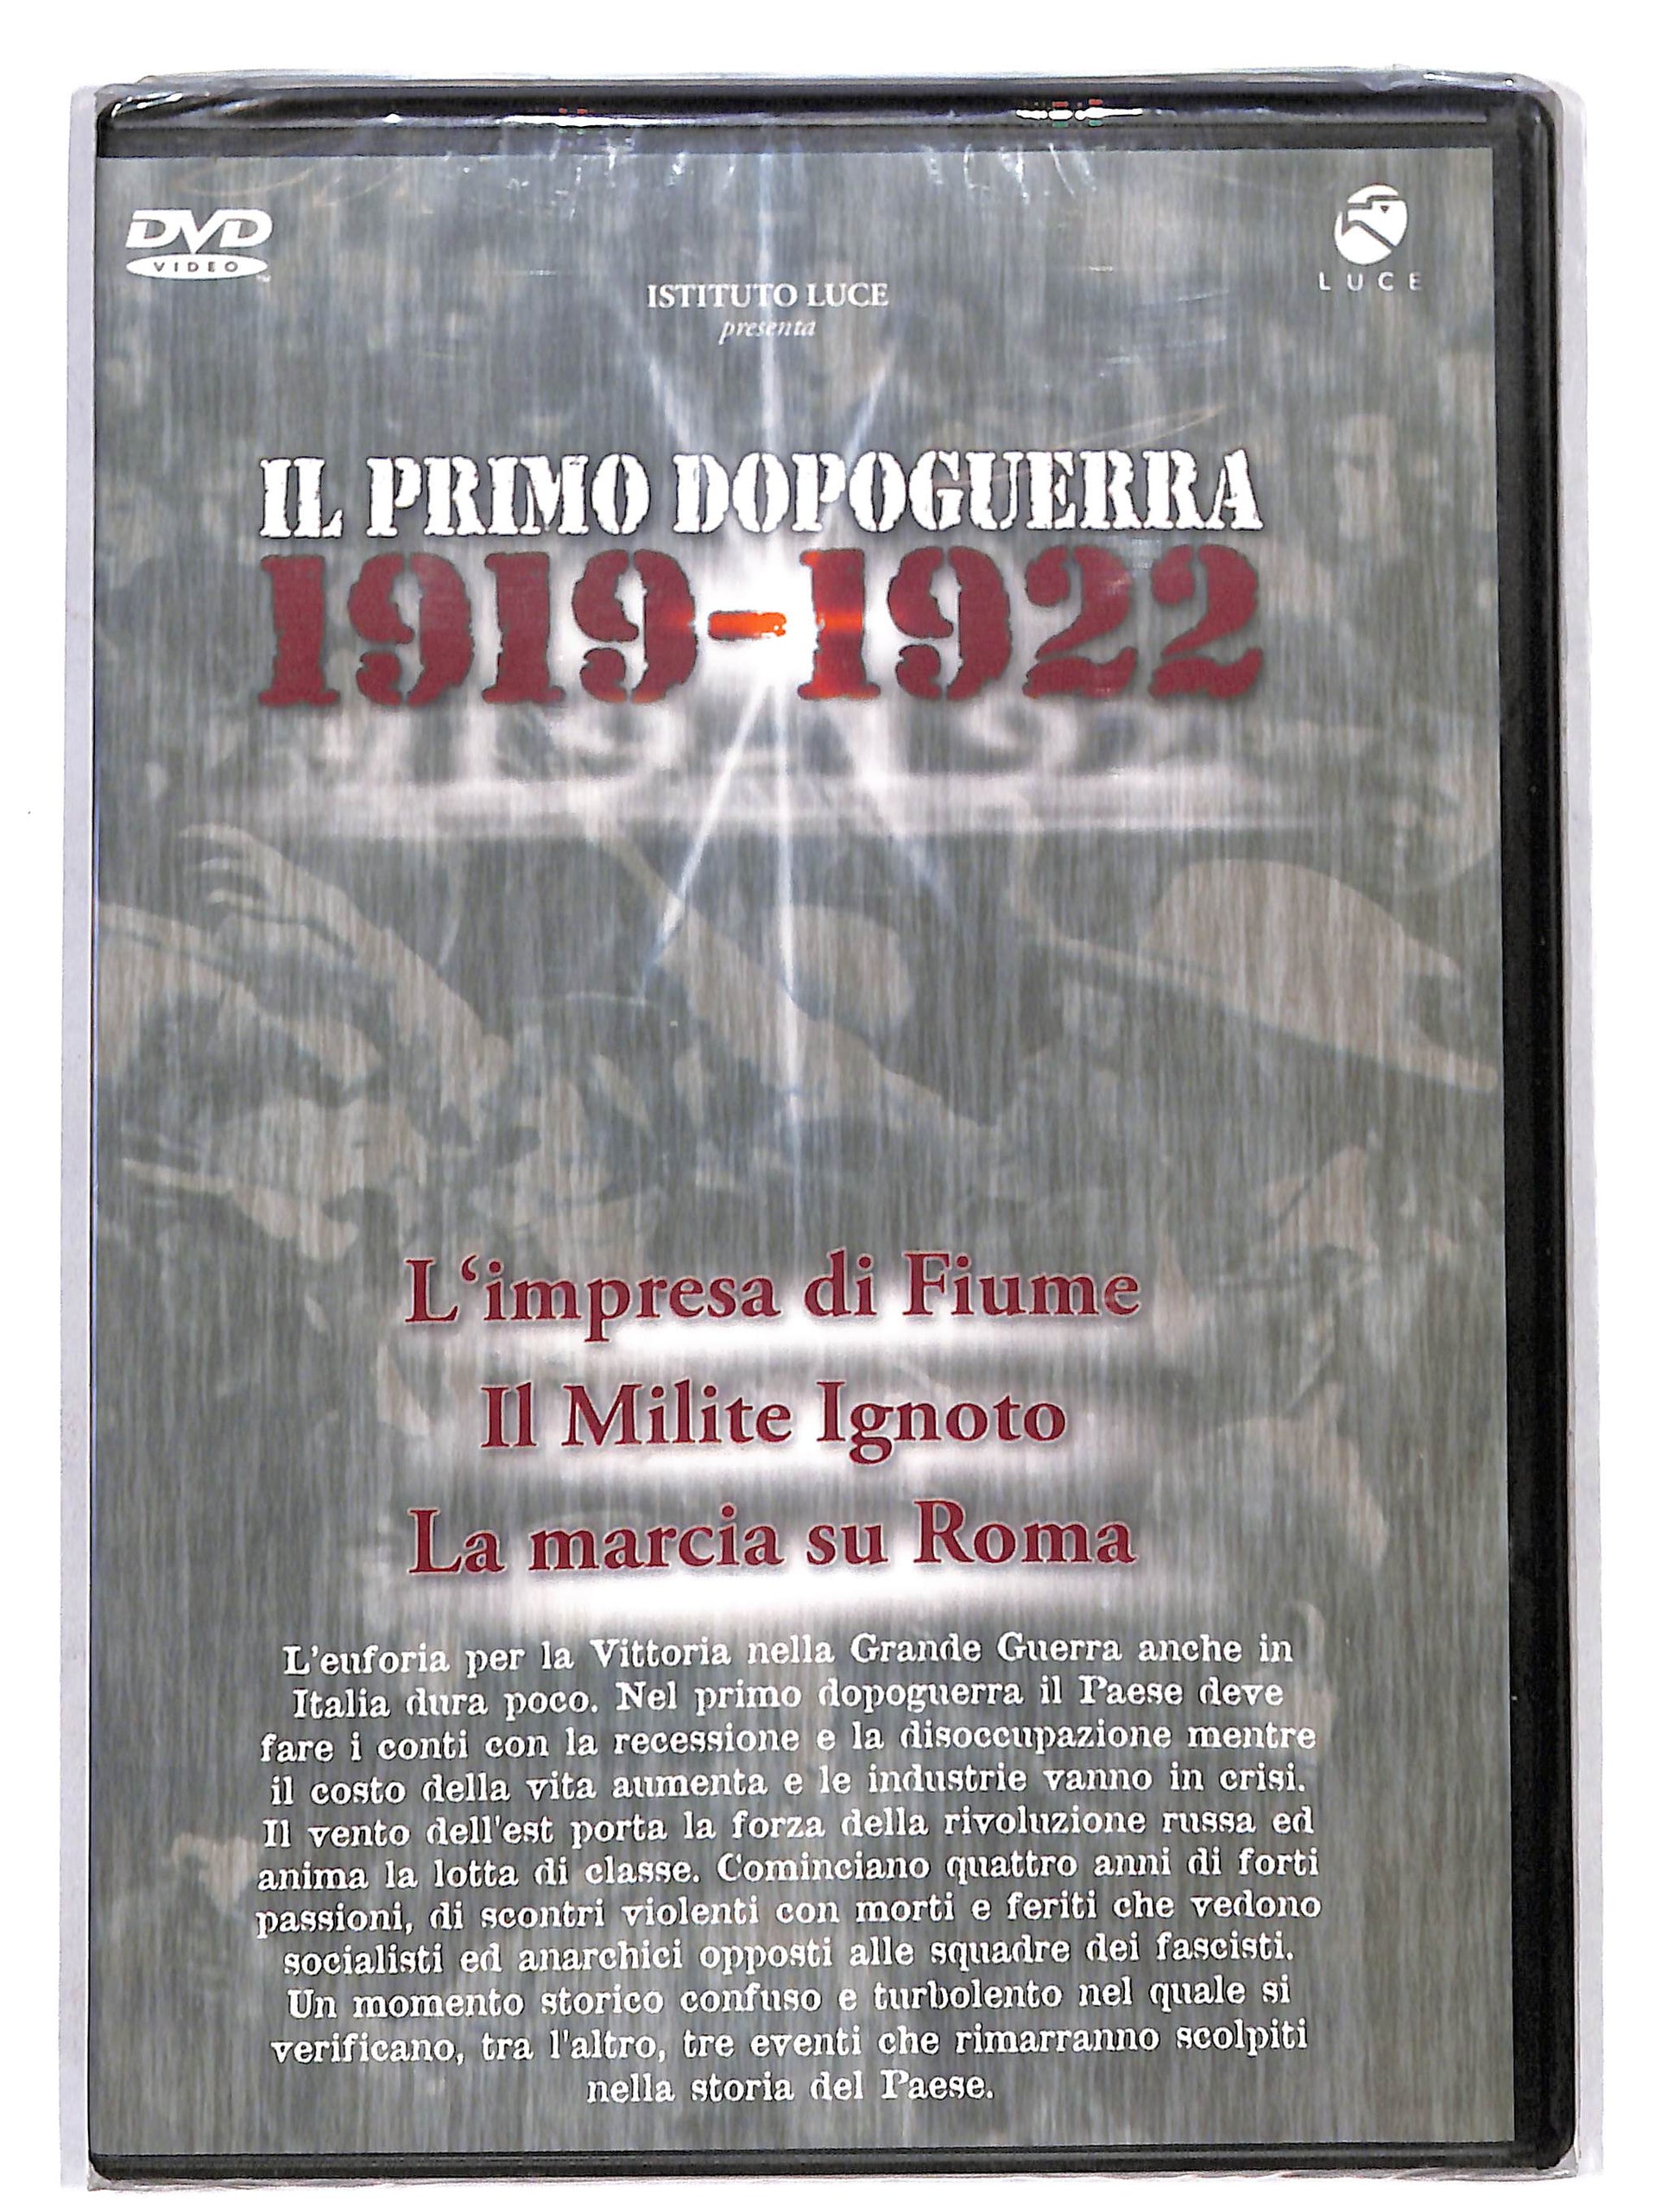 DVD
VIDEO
LUCE
ISTITUTO LUCE
presenta
IL PRIMO DOPOGUERRA
1919-1922
L‘impresa di Fiume
Il Milite Ignoto
La marcia su Roma
L'euforia per la Vittoria nella Grande Guerra anche in
Italia dura poco. Nel primo dopoguerra il Paese deve
fare i conti con la recessione e la disoccupazione mentre
il costo della vita aumenta e le industrie vanno in crisi.
Il vento dell'est porta la forza della rivoluzione russa ed
anima la lotta di classe. Cominciano quattro anni di forti
passioni, di scontri violenti con morti e feriti che vedono
socialisti ed anarchici opposti alle squadre dei fascisti.
Un momento storico confuso e turbolento nel quale si
verificano, tra l'altro, tre eventi che rimarranno scolpiti
nella storia del Paese.